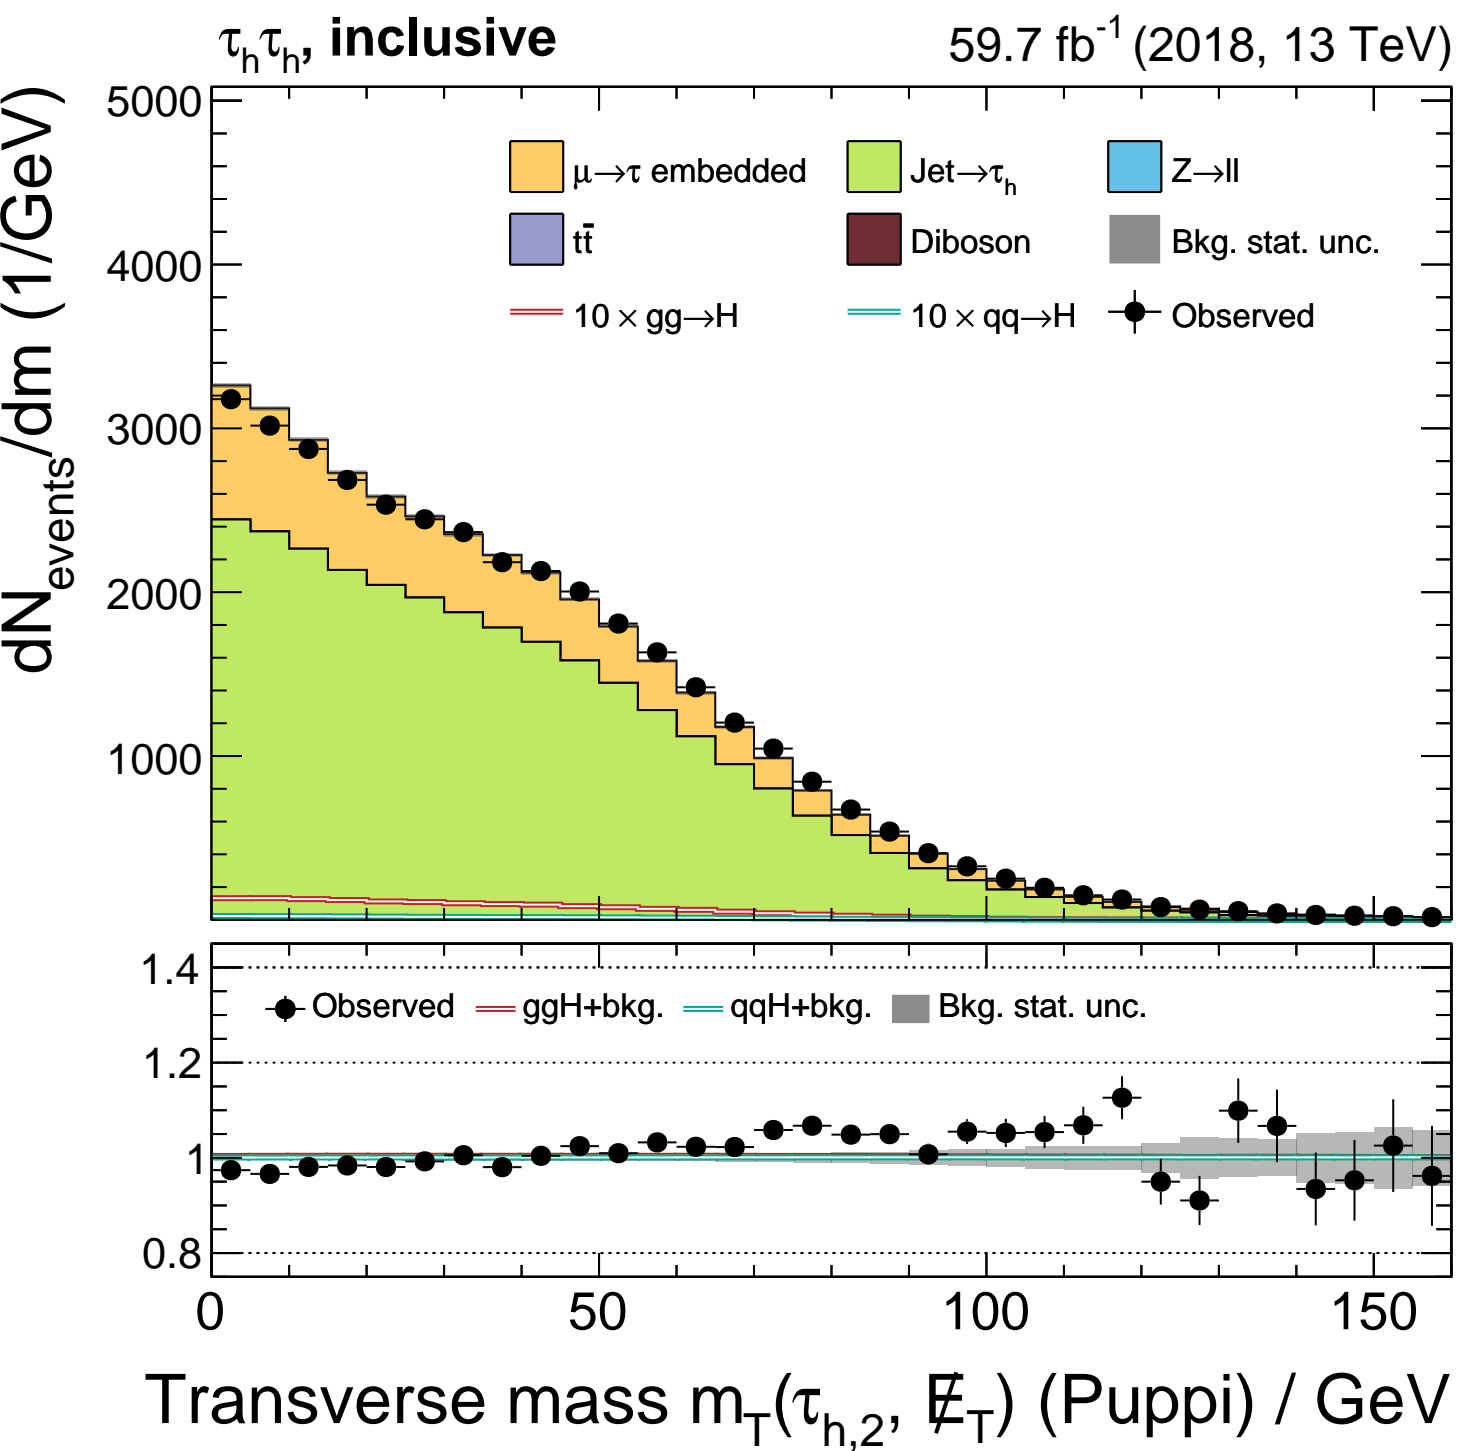 τhτh, inclusive 59.7 fb-1 (2018, 13 TeV)
dNevents/dm (1/GeV)
5000
4000
3000
2000
1000
μ→τ embedded Jet→τh Z→ll
tt̄ Diboson Bkg. stat. unc.
10 × gg→H 10 × qq→H Observed
1.4
1.2
1
0.8
Observed ggH+bkg. qqH+bkg. Bkg. stat. unc.
0 50 100 150
Transverse mass mT(τh,2, E̸T) (Puppi) / GeV